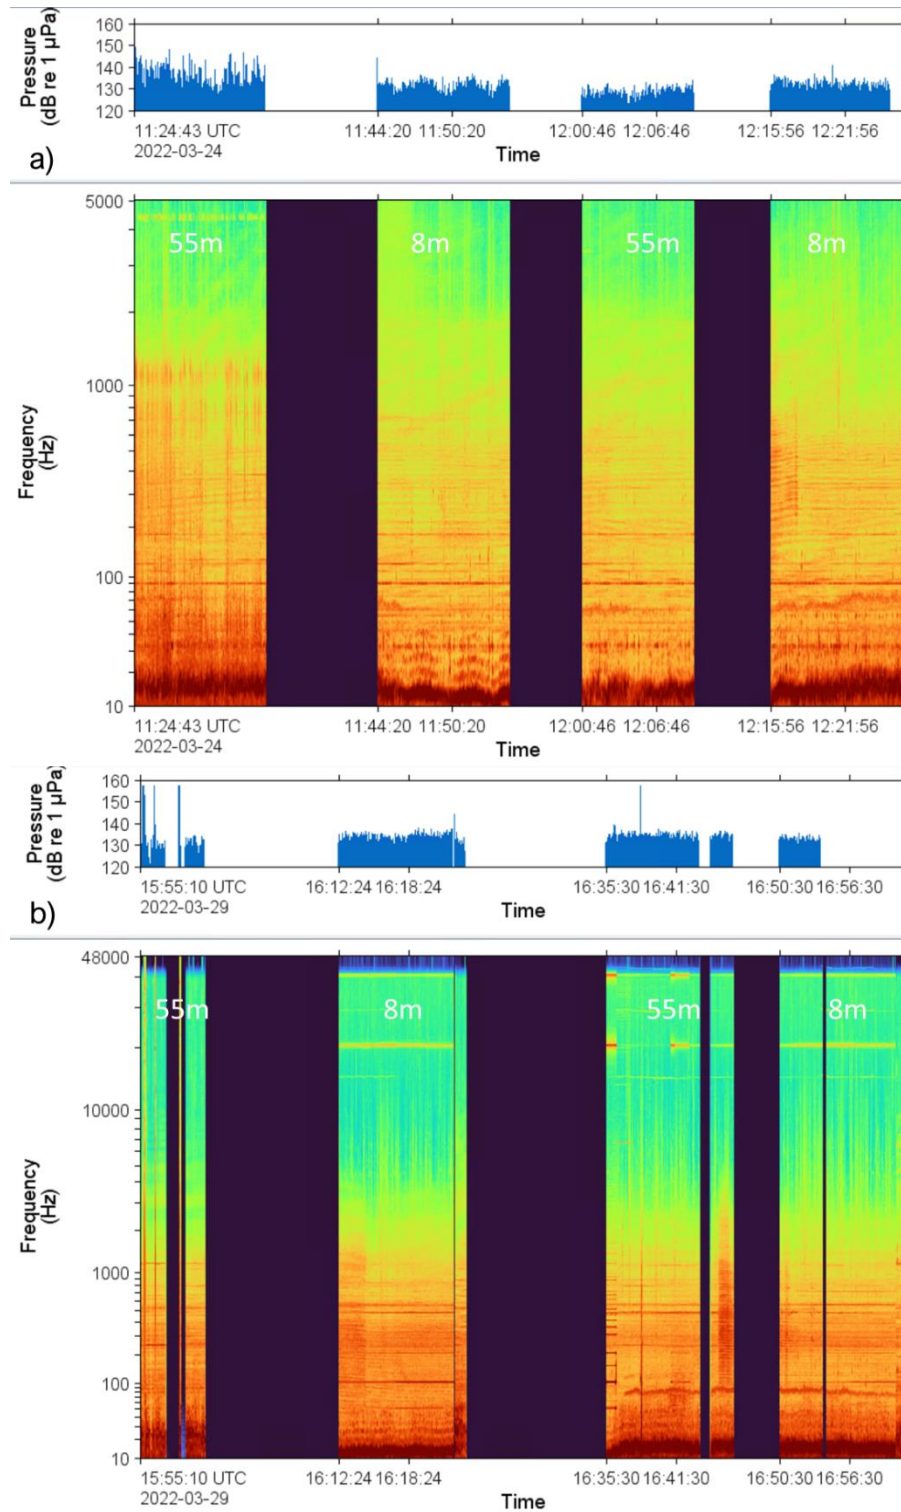 160
150
140
130
120
Pressure
(dB re 1 µPa)
11:24:43 UTC
2022-03-24
11:44:20 11:50:20
12:00:46 12:06:46
12:15:56 12:21:56
Time
a)
5000
1000
100
10
Frequency
(Hz)
55m
8m
55m
8m
11:24:43 UTC
2022-03-24
11:44:20 11:50:20
12:00:46 12:06:46
12:15:56 12:21:56
Time
160
150
140
130
120
Pressure
(dB re 1 µPa)
15:55:10 UTC
2022-03-29
16:12:24 16:18:24
16:35:30 16:41:30
16:50:30 16:56:30
Time
b)
48000
10000
1000
100
10
Frequency
(Hz)
55m
8m
55m
8m
15:55:10 UTC
2022-03-29
16:12:24 16:18:24
16:35:30 16:41:30
16:50:30 16:56:30
Time